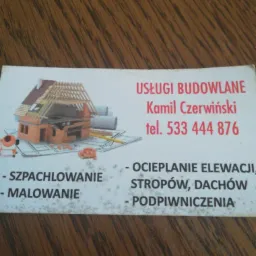 USŁUGI BUDOWLANE
Kamil Czerwiński
tel. 533 444 876
- SZPACHLOWANIE
- MALOWANIE
- OCIEPLANIE ELEWACJI,
STROPÓW, DACHÓW
- PODPIWNICZENIA